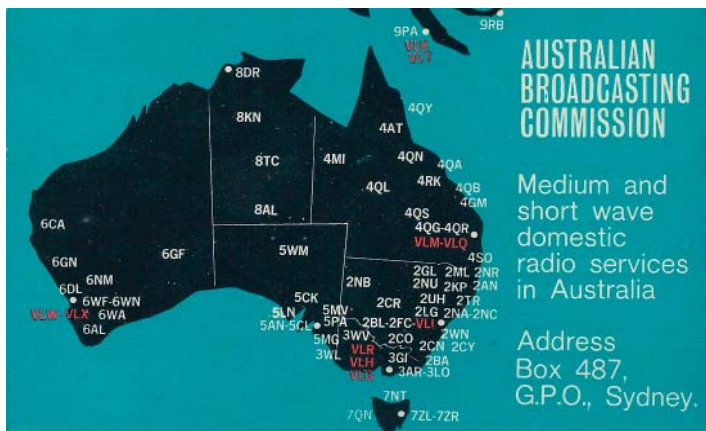 9RB
9PA
VLK
VLT
AUSTRALIAN
BROADCASTING
COMMISSION
8DR
4QY
8KN
4AT
8TC
4MI
4QN
4QA
4RK
4QL
4QB
4GM
8AL
4QS
4QG-4QR
VLM-VLQ
Medium and
short wave
domestic
radio services
in Australia
6CA
5WM
6GF
4SO
6GN
6NM
2NB
2GL
2ML
2NR
2NU
2KP
2AN
6DL
6WF-6WN
VLW-VLX
6WA
6AL
5CK
2CR
2UH
2TR
5LN
5MV
2LG
2NA-2NC
5AN-5CL
5PA
2BL-2FC-VLI
5MG
3WV
2CO
2WN
3WL
VLR
2CN
2CY
VLH
3GI
2BA
VLG
3AR-3LO
Address
Box 487,
G.P.O., Sydney.
7NT
7QN
7ZL-7ZR